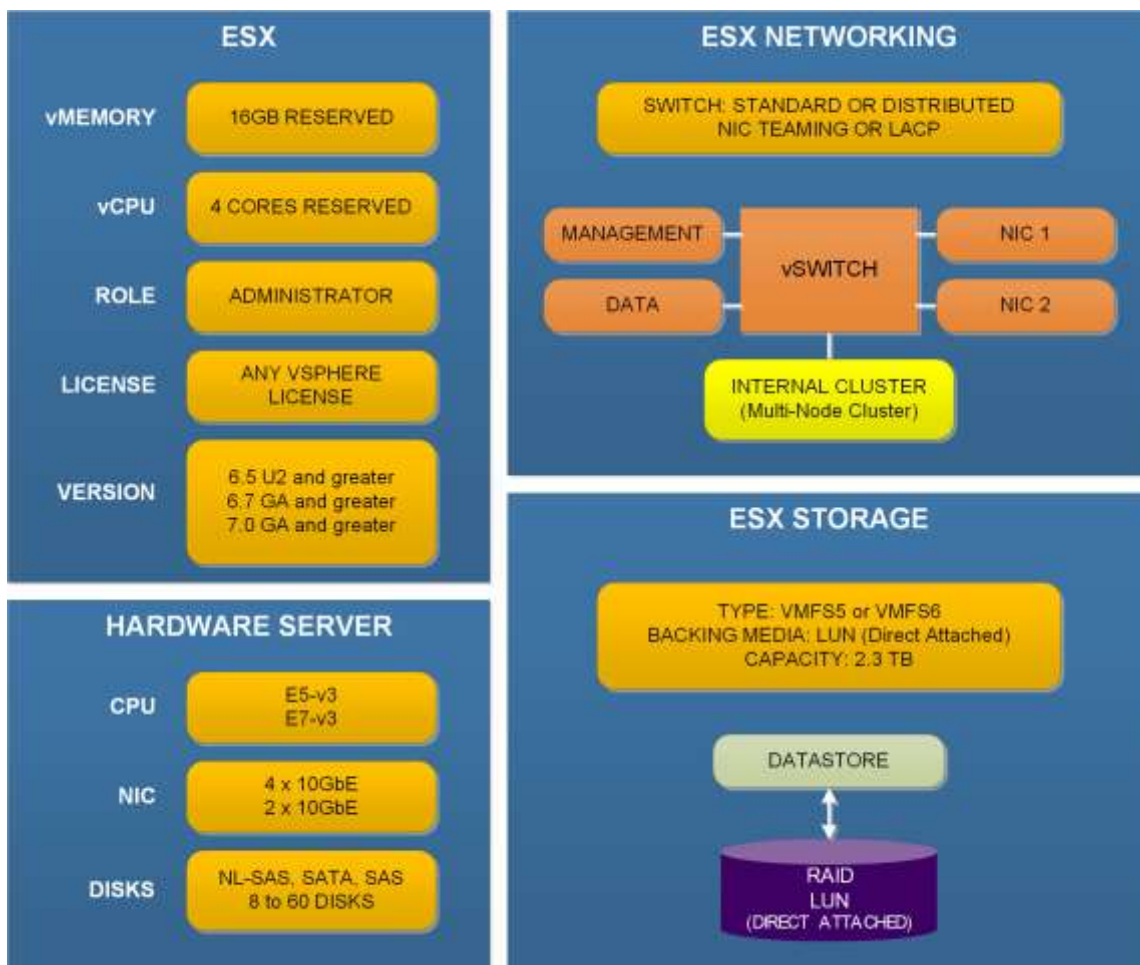 ESX
vMEMORY
16GB RESERVED
vCPU
4 CORES RESERVED
ROLE
ADMINISTRATOR
LICENSE
ANY VSPHERE
LICENSE
VERSION
6.5 U2 and greater
6.7 GA and greater
7.0 GA and greater
HARDWARE SERVER
CPU
E5-v3
E7-v3
NIC
4 x 10GbE
2 x 10GbE
DISKS
NL-SAS, SATA, SAS
8 to 60 DISKS
ESX NETWORKING
SWITCH: STANDARD OR DISTRIBUTED
NIC TEAMING OR LACP
MANAGEMENT
DATA
vSWITCH
NIC 1
NIC 2
INTERNAL CLUSTER
(Multi-Node Cluster)
ESX STORAGE
TYPE: VMFS5 or VMFS6
BACKING MEDIA: LUN (Direct Attached)
CAPACITY: 2.3 TB
DATASTORE
RAID
LUN
(DIRECT ATTACHED)